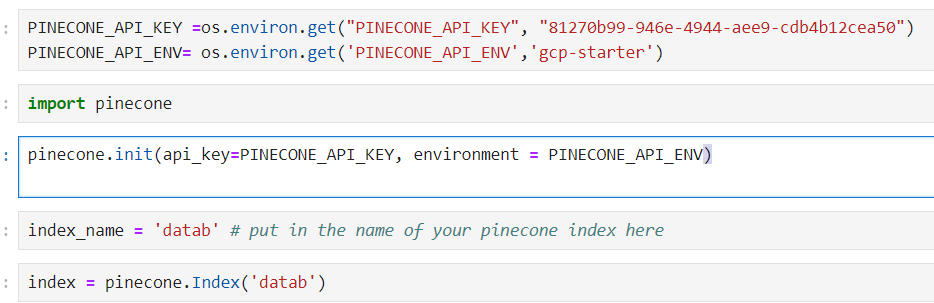 PINECONE_API_KEY =os.environ.get("PINECONE_API_KEY", "81270b99-946e-4944-aee9-cdb4b12cea50")
PINECONE_API_ENV= os.environ.get('PINECONE_API_ENV','gcp-starter')
import pinecone
pinecone.init(api_key=PINECONE_API_KEY, environment = PINECONE_API_ENV)
index_name = 'datab' # put in the name of your pinecone index here
index = pinecone.Index('datab')